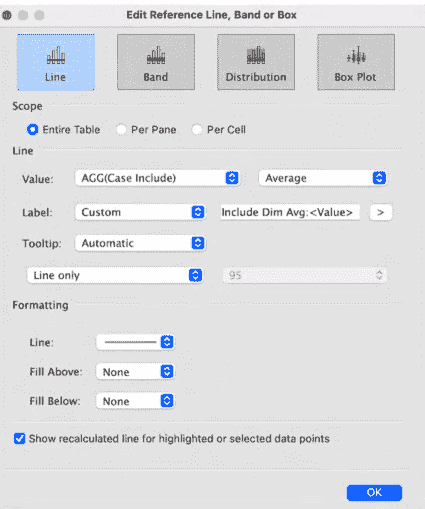 Edit Reference Line, Band or Box
Line
Band
Distribution
Box Plot
Scope
Entire Table
Per Pane
Per Cell
Line
Value:
AGG(Case Include)
Average
Label:
Custom
Include Dim Avg:<Value>
>
Tooltip:
Automatic
Line only
95
Formatting
Line:
Fill Above:
None
Fill Below:
None
Show recalculated line for highlighted or selected data points
OK